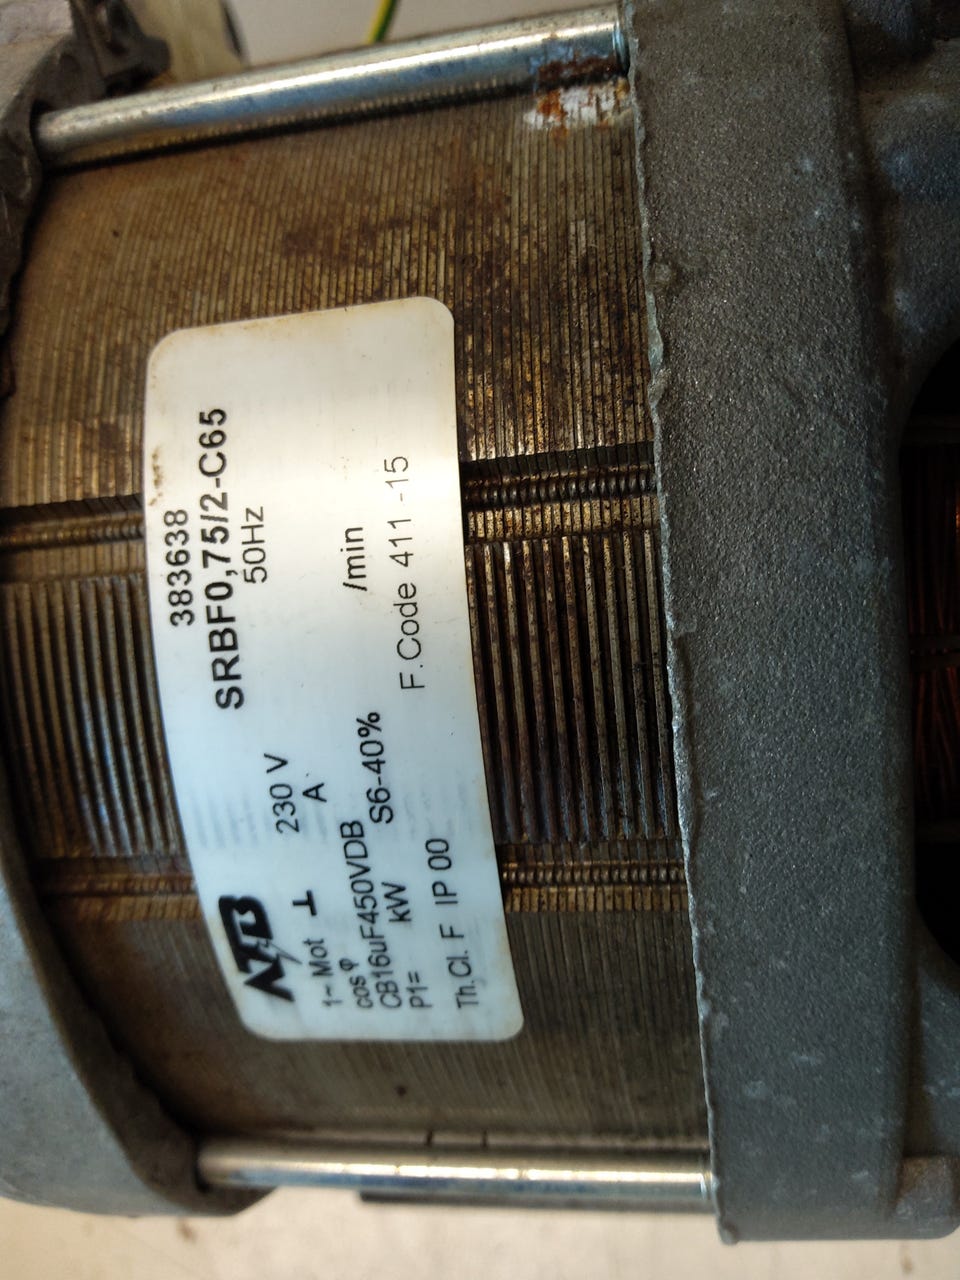 ATB 383638
SRBF0,75/2-C65
1~ Mot ⊥ 230 V 50Hz
cos φ A
CB16uF450VDB
P1= kW S6-40% /min
Th.Cl. F IP 00 F.Code 411 -15